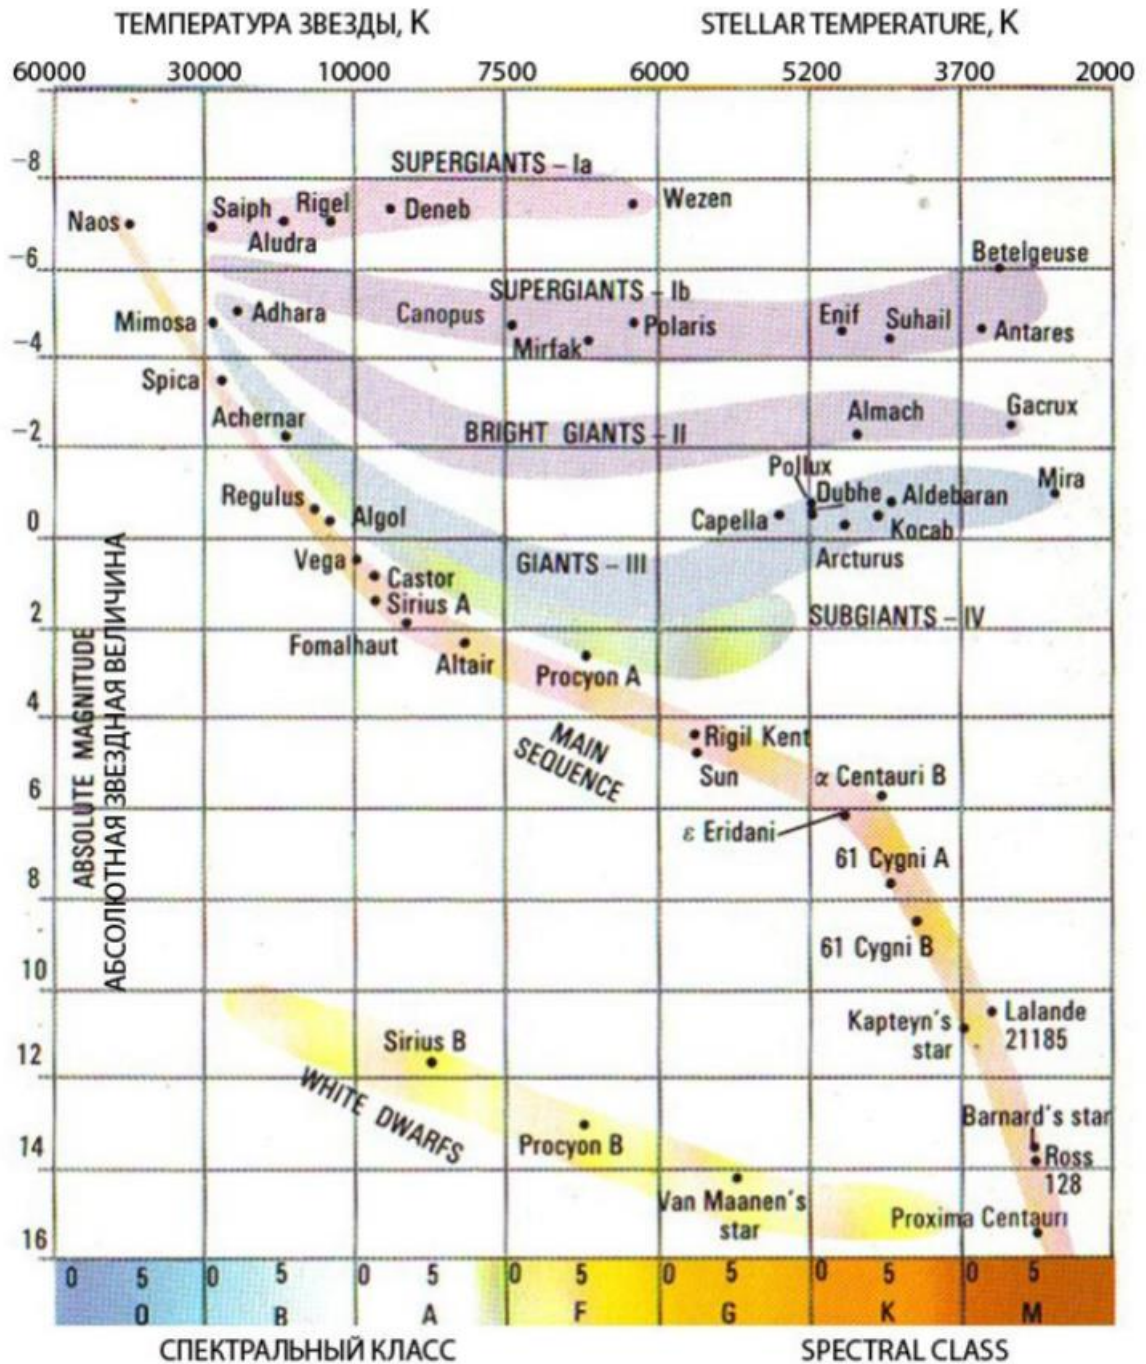 ТЕМПЕРАТУРА ЗВЕЗДЫ, К STELLAR TEMPERATURE, K
60000 30000 10000 7500 6000 5200 3700 2000
-8
SUPERGIANTS - Ia
Saiph Rigel Deneb Wezen
Naos
Aludra
-6
Betelgeuse
SUPERGIANTS - Ib
Mimosa Adhara Canopus Polaris Enif Suhail Antares
Mirfak
-4
Spica
Achernar Almach Gacrux
-2
BRIGHT GIANTS - II
Pollux
Regulus Algol Capella Dubhe Aldebaran Mira
Kocab
0
Vega GIANTS - III Arcturus
Castor
Sirius A
2
SUBGIANTS - IV
Fomalhaut Altair Procyon A
4
MAIN
SEQUENCE
Rigil Kent
Sun α Centauri B
6
ε Eridani
61 Cygni A
8
61 Cygni B
10
ABSOLUTE MAGNITUDE
АБСОЛЮТНАЯ ЗВЕЗДНАЯ ВЕЛИЧИНА
Kapteyn's
star
Lalande
21185
Sirius B
12
WHITE DWARFS
Procyon B
Barnard's star
14
Ross
128
Van Maanen's
star
Proxima Centauri
16
0 5 0 5 0 5 0 5 0 5 0 5 0 5
O B A F G K M
СПЕКТРАЛЬНЫЙ КЛАСС SPECTRAL CLASS